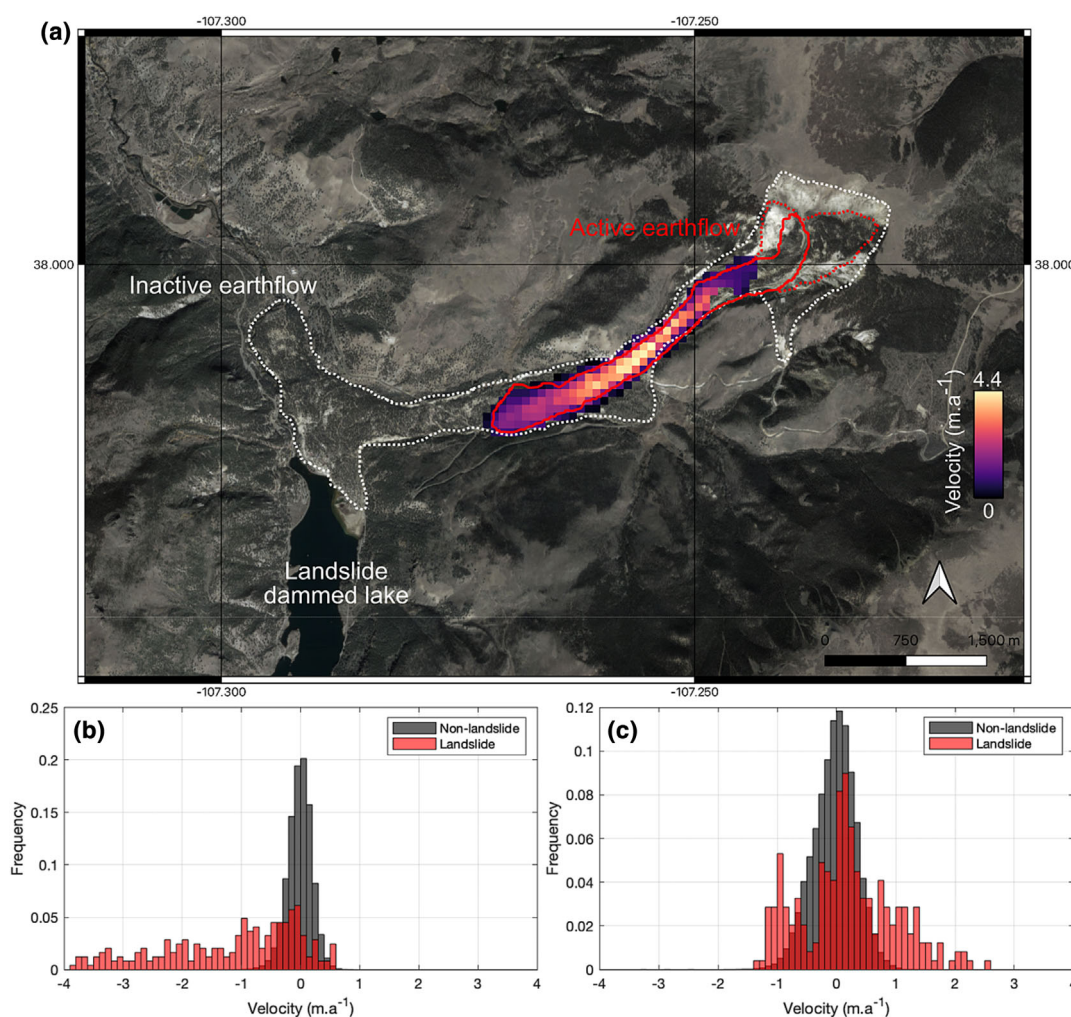 (a)
-107.300
-107.250
Active earthflow
38.000
38.000
Inactive earthflow
4.4
Velocity (m.a-1)
0
Landslide
dammed lake
0
750
1,500 m
-107.300
-107.250
(b)
Non-landslide
Landslide
0.25
0.2
0.15
0.1
0.05
0
Frequency
-4
-3
-2
-1
0
1
2
3
4
Velocity (m.a-1)
(c)
Non-landslide
Landslide
0.12
0.1
0.08
0.06
0.04
0.02
0
Frequency
-4
-3
-2
-1
0
1
2
3
4
Velocity (m.a-1)